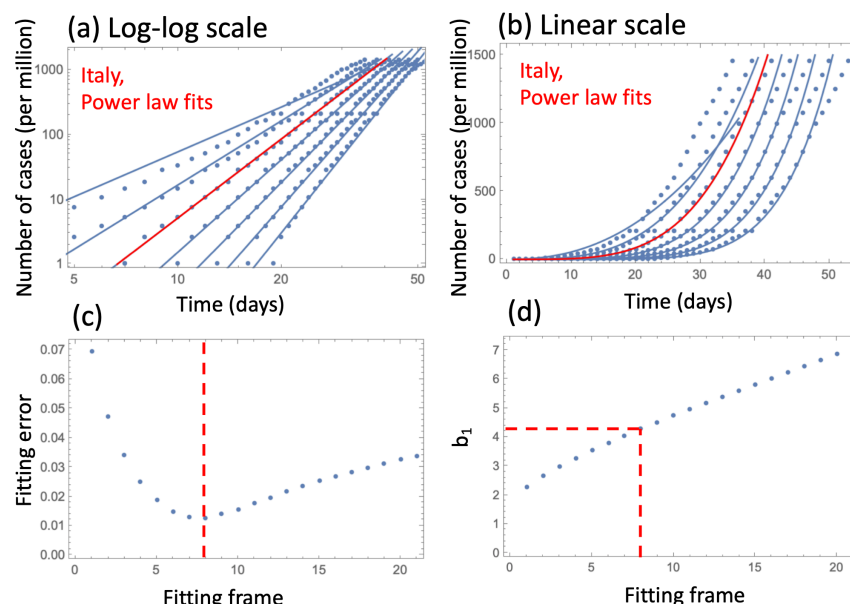 (a) Log-log scale
Italy,
Power law fits
Number of cases (per million)
1000
100
10
1
5
10
20
50
Time (days)
(b) Linear scale
Italy,
Power law fits
Number of cases (per million)
1500
1000
500
0
0
10
20
30
40
50
Time (days)
(c)
Fitting error
0.07
0.06
0.05
0.04
0.03
0.02
0.01
0.00
0
5
10
15
20
Fitting frame
(d)
b1
7
6
5
4
3
2
1
0
0
5
10
15
20
Fitting frame